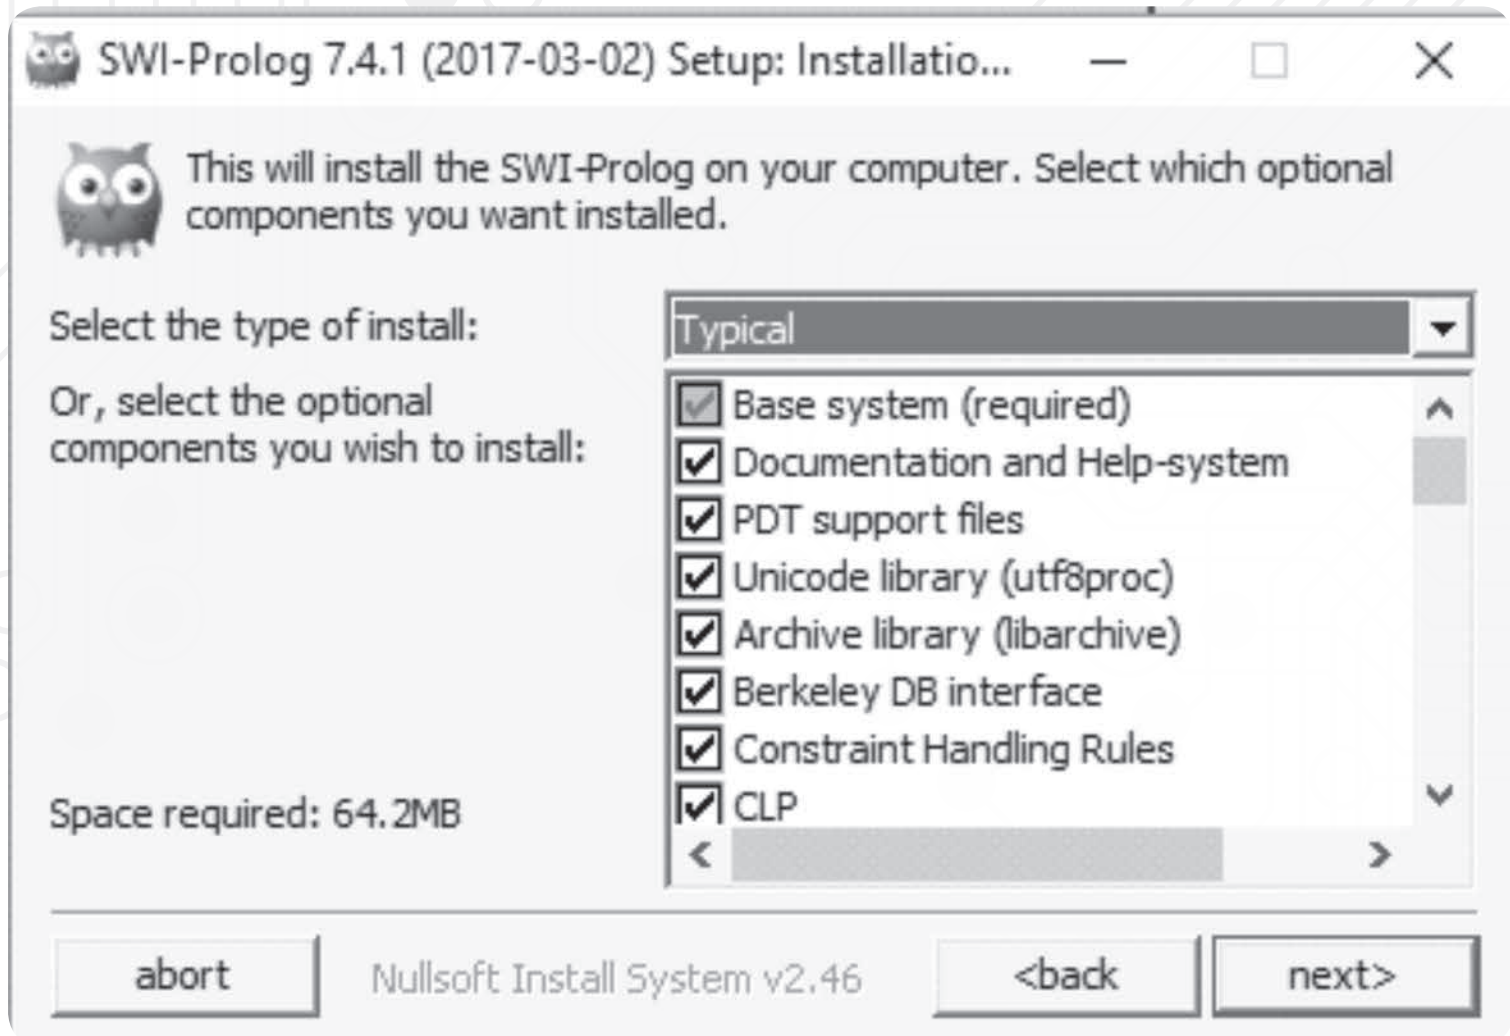 SWI-Prolog 7.4.1 (2017-03-02) Setup: Installatio...
This will install the SWI-Prolog on your computer. Select which optional
components you want installed.
Select the type of install:
Typical
Or, select the optional
components you wish to install:
Base system (required)
Documentation and Help-system
PDT support files
Unicode library (utf8proc)
Archive library (libarchive)
Berkeley DB interface
Constraint Handling Rules
CLP
Space required: 64.2MB
abort
Nullsoft Install System v2.46
<back
next>